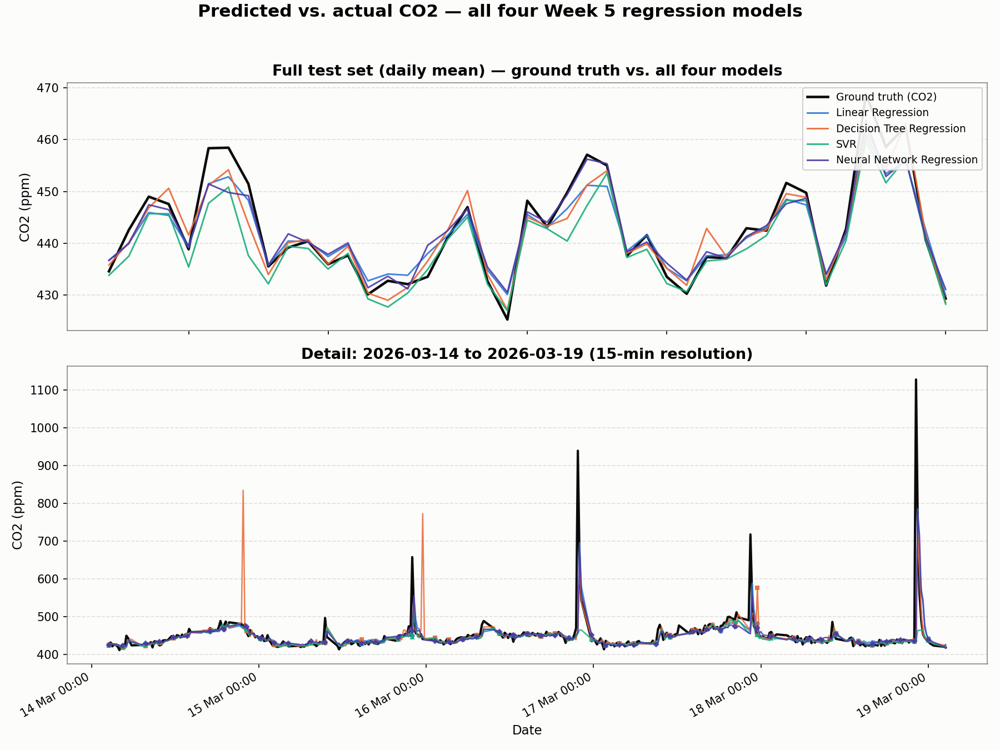 Predicted vs. actual CO2 — all four Week 5 regression models
Full test set (daily mean) — ground truth vs. all four models
470
460
450
440
430
CO2 (ppm)
Ground truth (CO2)
Linear Regression
Decision Tree Regression
SVR
Neural Network Regression
Detail: 2026-03-14 to 2026-03-19 (15-min resolution)
1100
1000
900
800
700
600
500
400
CO2 (ppm)
14 Mar 00:00
15 Mar 00:00
16 Mar 00:00
17 Mar 00:00
18 Mar 00:00
19 Mar 00:00
Date